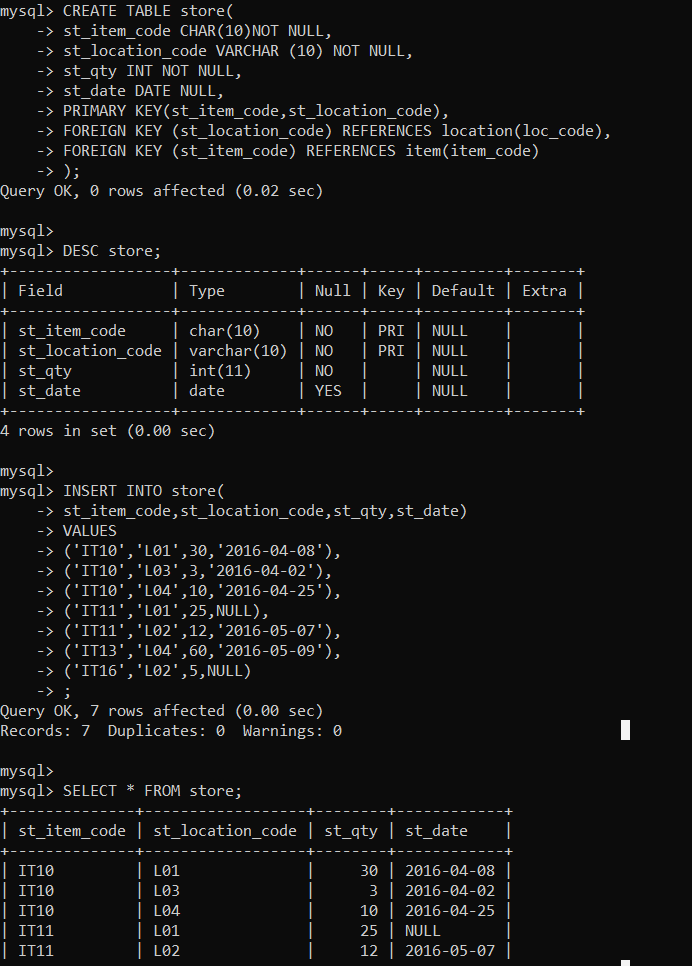 mysql> CREATE TABLE store(
    -> st_item_code CHAR(10)NOT NULL,
    -> st_location_code VARCHAR (10) NOT NULL,
    -> st_qty INT NOT NULL,
    -> st_date DATE NULL,
    -> PRIMARY KEY(st_item_code,st_location_code),
    -> FOREIGN KEY (st_location_code) REFERENCES location(loc_code),
    -> FOREIGN KEY (st_item_code) REFERENCES item(item_code)
    -> );
Query OK, 0 rows affected (0.02 sec)

mysql>
mysql> DESC store;
+------------------+-------------+------+-----+---------+-------+
| Field            | Type        | Null | Key | Default | Extra |
+------------------+-------------+------+-----+---------+-------+
| st_item_code     | char(10)    | NO   | PRI | NULL    |       |
| st_location_code | varchar(10) | NO   | PRI | NULL    |       |
| st_qty           | int(11)     | NO   |     | NULL    |       |
| st_date          | date        | YES  |     | NULL    |       |
+------------------+-------------+------+-----+---------+-------+
4 rows in set (0.00 sec)

mysql>
mysql> INSERT INTO store(
    -> st_item_code,st_location_code,st_qty,st_date)
    -> VALUES
    -> ('IT10','L01',30,'2016-04-08'),
    -> ('IT10','L03',3,'2016-04-02'),
    -> ('IT10','L04',10,'2016-04-25'),
    -> ('IT11','L01',25,NULL),
    -> ('IT11','L02',12,'2016-05-07'),
    -> ('IT13','L04',60,'2016-05-09'),
    -> ('IT16','L02',5,NULL)
    -> ;
Query OK, 7 rows affected (0.00 sec)
Records: 7  Duplicates: 0  Warnings: 0

mysql>
mysql> SELECT * FROM store;
+--------------+------------------+--------+------------+
| st_item_code | st_location_code | st_qty | st_date    |
+--------------+------------------+--------+------------+
| IT10         | L01              |     30 | 2016-04-08 |
| IT10         | L03              |      3 | 2016-04-02 |
| IT10         | L04              |     10 | 2016-04-25 |
| IT11         | L01              |     25 | NULL       |
| IT11         | L02              |     12 | 2016-05-07 |